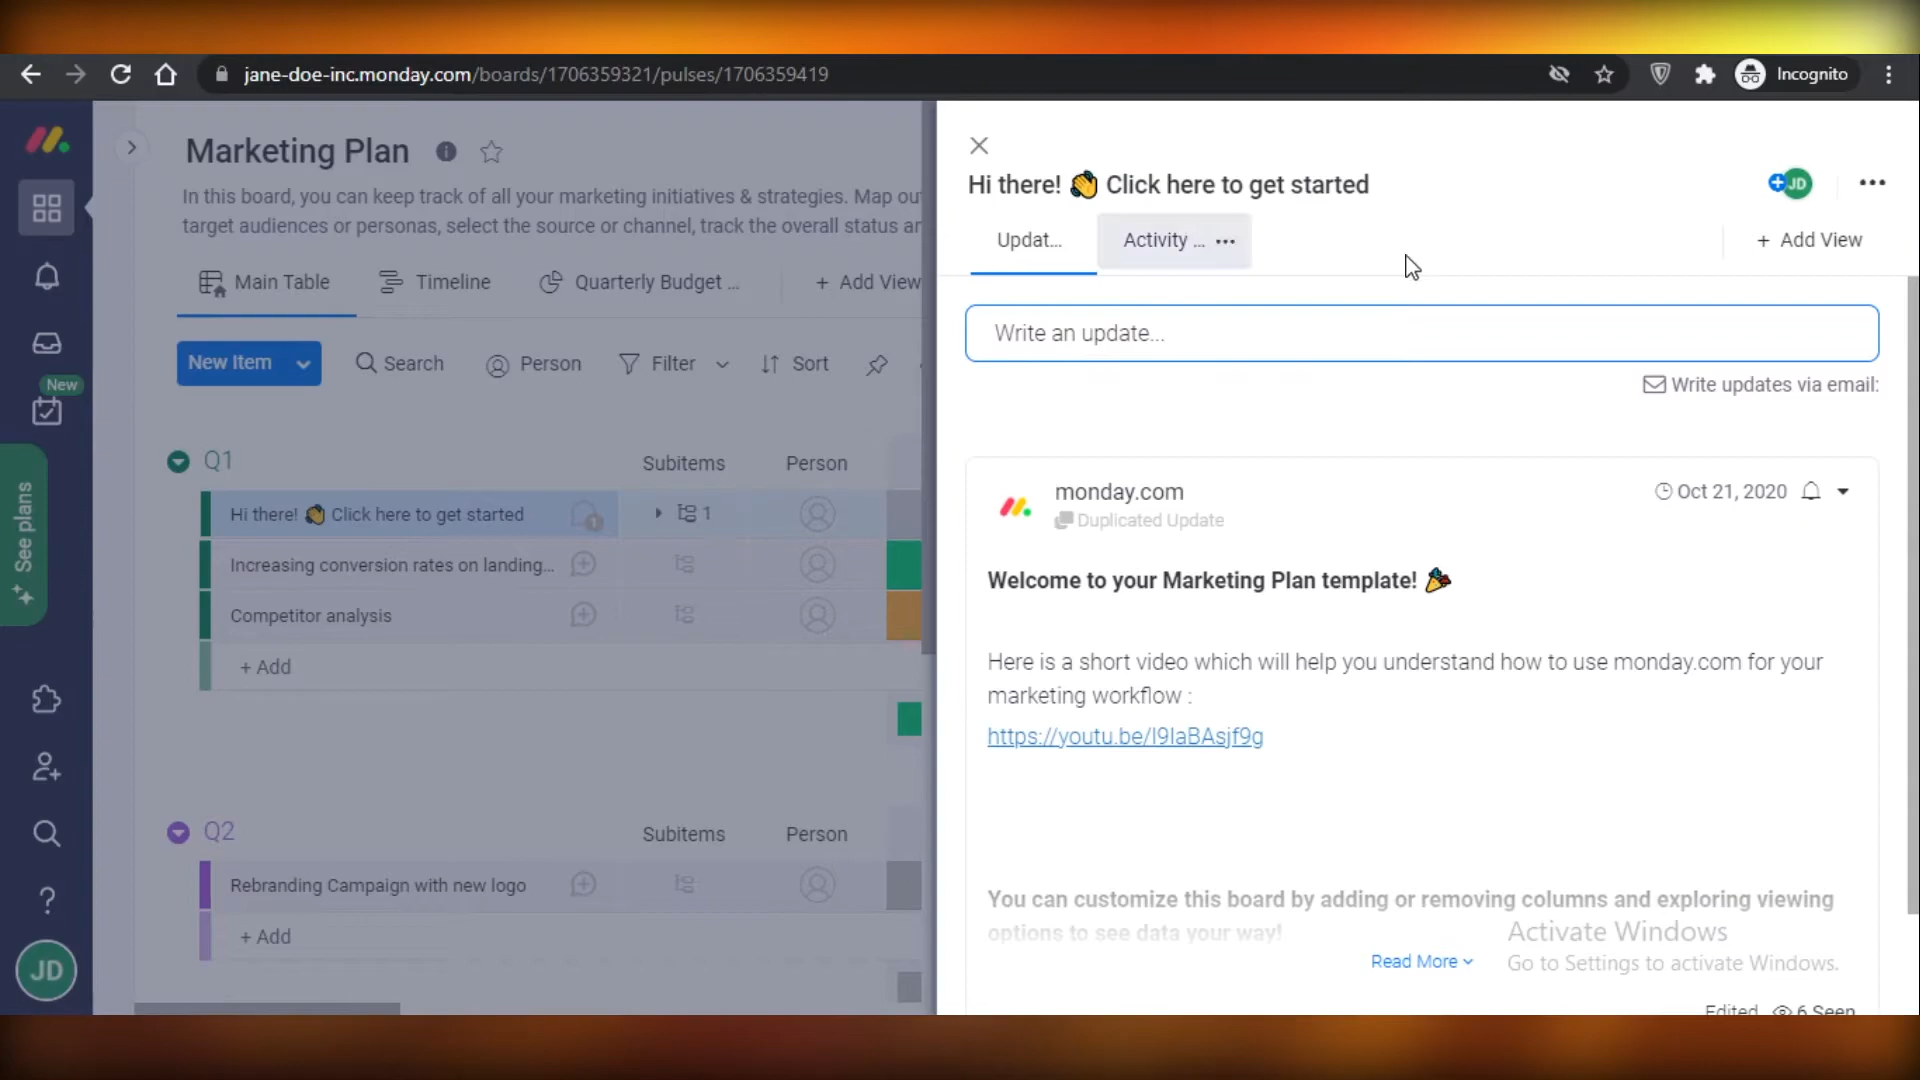 jane-doe-inc.monday.com/boards/1706359321/pulses/1706359419
Incognito
Marketing Plan
In this board, you can keep track of all your marketing initiatives & strategies. Map ou
target audiences or personas, select the source or channel, track the overall status ar
Main Table
Timeline
Quarterly Budget ...
+ Add View
New Item
Search
Person
Filter
Sort
New
See plans
Q1
Subitems
Person
Hi there! 👋 Click here to get started
1
1
Increasing conversion rates on landing...
Competitor analysis
+ Add
Q2
Subitems
Person
Rebranding Campaign with new logo
+ Add
JD
Hi there! 👋 Click here to get started
JD
Updat...
Activity ...
+ Add View
Write an update...
Write updates via email:
monday.com
Oct 21, 2020
Duplicated Update
Welcome to your Marketing Plan template! 🎉
Here is a short video which will help you understand how to use monday.com for your
marketing workflow :
https://youtu.be/l9IaBAsjf9g
You can customize this board by adding or removing columns and exploring viewing
options to see data your way!
Read More
Activate Windows
Go to Settings to activate Windows.
Edited
6 Seen